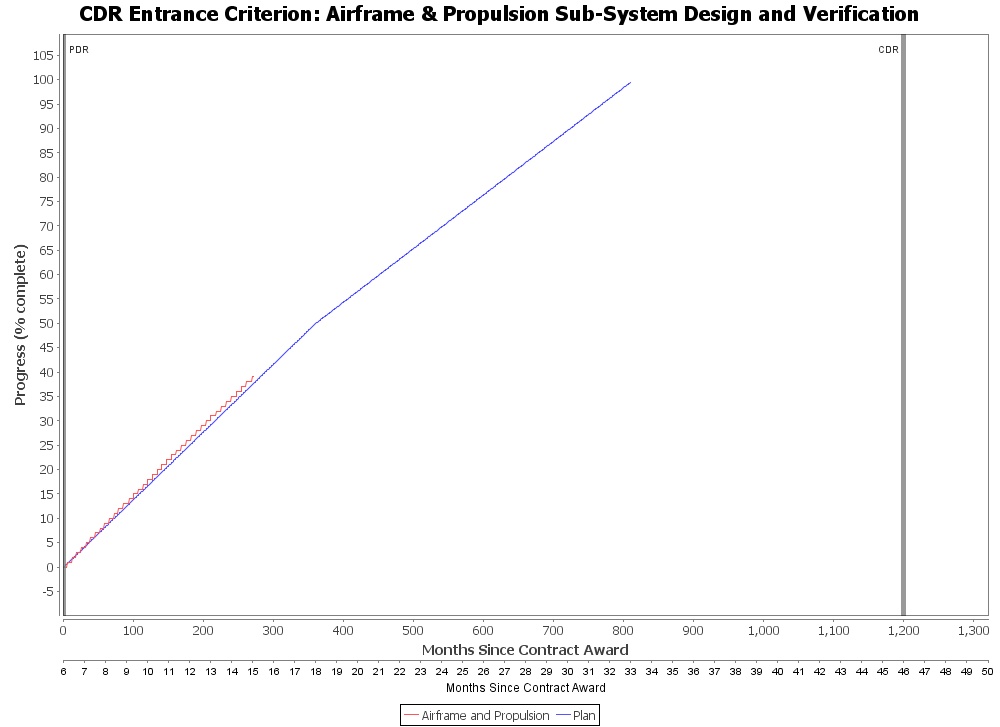 CDR Entrance Criterion: Airframe & Propulsion Sub-System Design and Verification
PDR
CDR
105
100
95
90
85
80
75
70
65
60
55
50
45
40
35
30
25
20
15
10
5
0
-5
Progress (% complete)
0 100 200 300 400 500 600 700 800 900 1,000 1,100 1,200 1,300
Months Since Contract Award
6 7 8 9 10 11 12 13 14 15 16 17 18 19 20 21 22 23 24 25 26 27 28 29 30 31 32 33 34 35 36 37 38 39 40 41 42 43 44 45 46 47 48 49 50
Months Since Contract Award
Airframe and Propulsion Plan